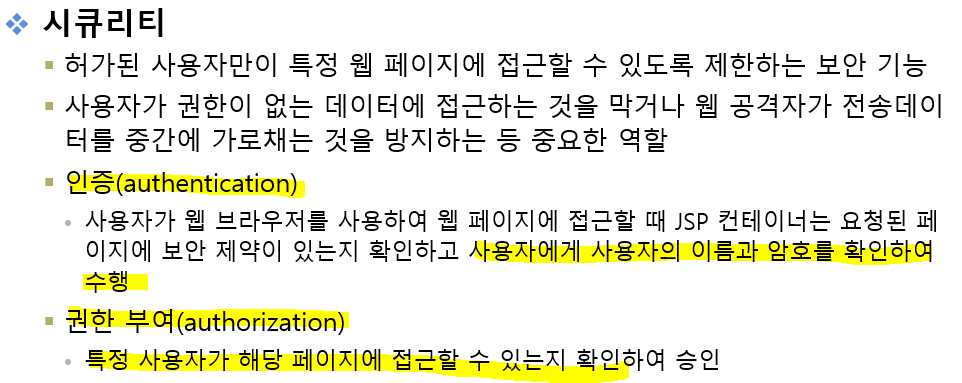 시큐리티
허가된 사용자만이 특정 웹 페이지에 접근할 수 있도록 제한하는 보안 기능
사용자가 권한이 없는 데이터에 접근하는 것을 막거나 웹 공격자가 전송데이
터를 중간에 가로채는 것을 방지하는 등 중요한 역할
인증(authentication)
사용자가 웹 브라우저를 사용하여 웹 페이지에 접근할 때 JSP 컨테이너는 요청된 페
이지에 보안 제약이 있는지 확인하고 사용자에게 사용자의 이름과 암호를 확인하여
수행
권한 부여(authorization)
특정 사용자가 해당 페이지에 접근할 수 있는지 확인하여 승인